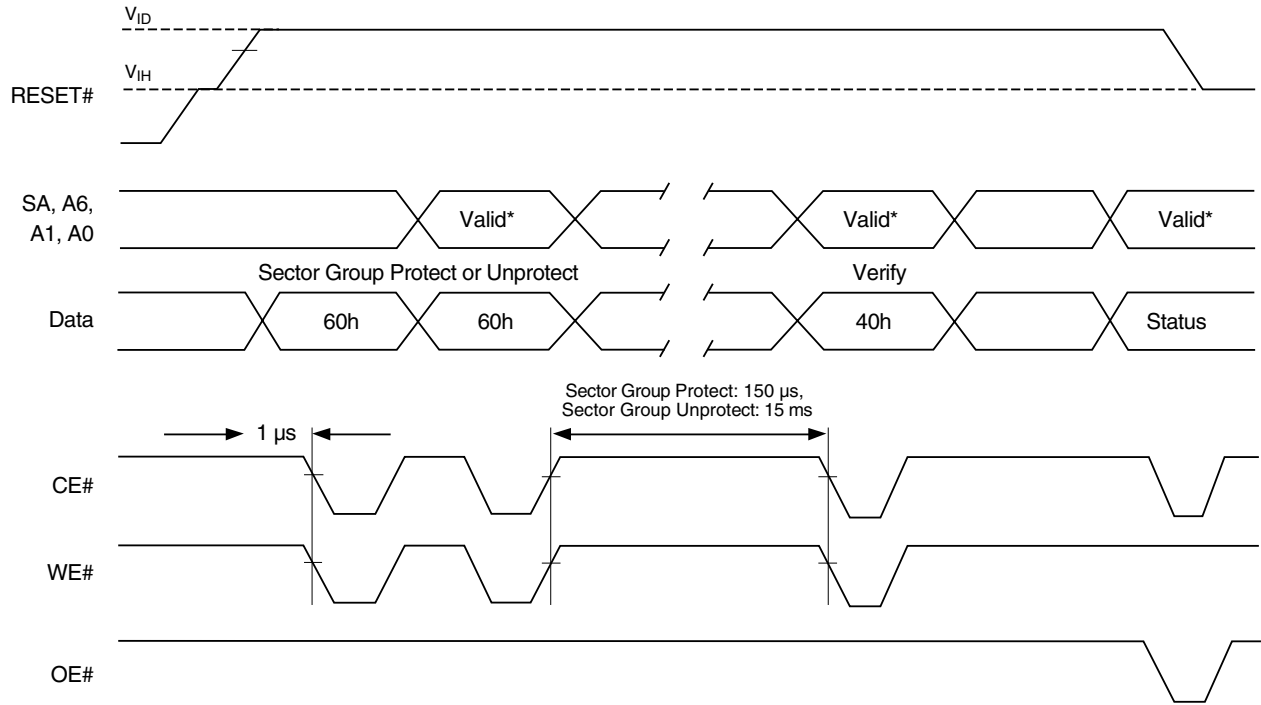 VID
VIH
RESET#
SA, A6,
A1, A0
Valid*
Valid*
Valid*
Sector Group Protect or Unprotect
Verify
Data
60h
60h
40h
Status
Sector Group Protect: 150 µs,
Sector Group Unprotect: 15 ms
1 µs
CE#
WE#
OE#